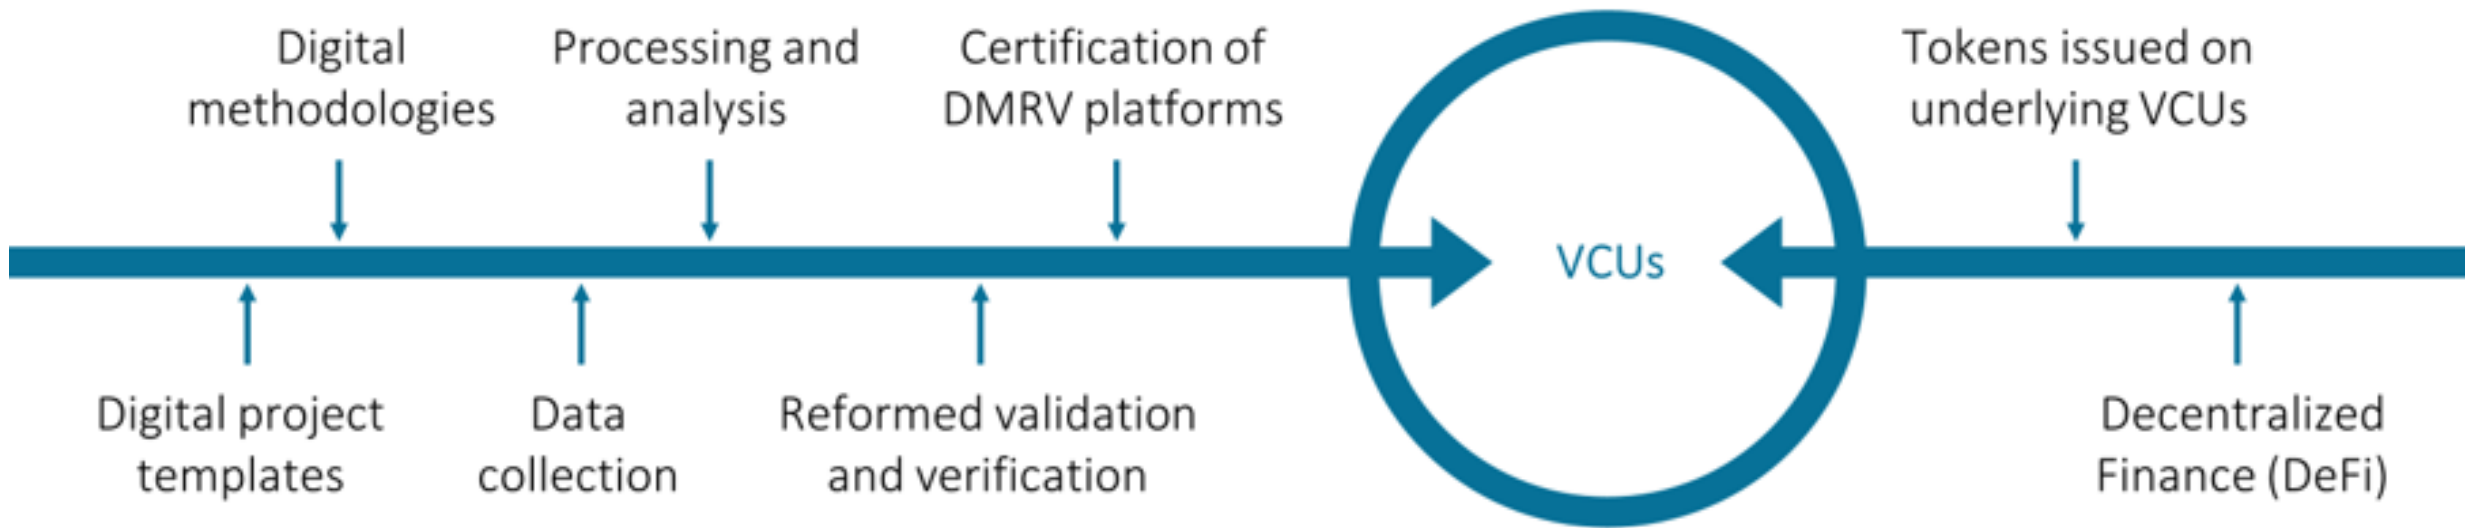 Digital
methodologies
Processing and
analysis
Certification of
DMRV platforms
Tokens issued on
underlying VCUs
VCUs
Digital project
templates
Data
collection
Reformed validation
and verification
Decentralized
Finance (DeFi)